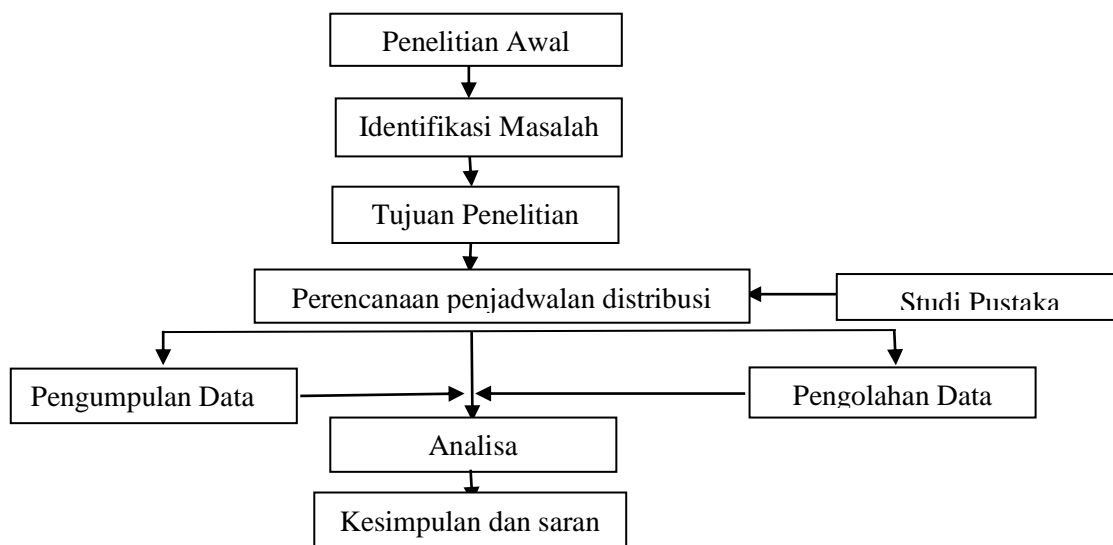 Penelitian Awal
Identifikasi Masalah
Tujuan Penelitian
Perencanaan penjadwalan distribusi
Studi Pustaka
Pengumpulan Data
Pengolahan Data
Analisa
Kesimpulan dan saran